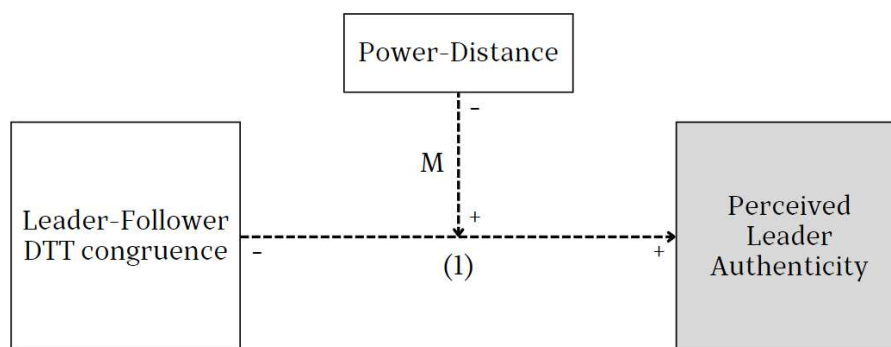 Power-Distance
-
M
+
Leader-Follower
DTT congruence
-
(1)
+
Perceived
Leader
Authenticity